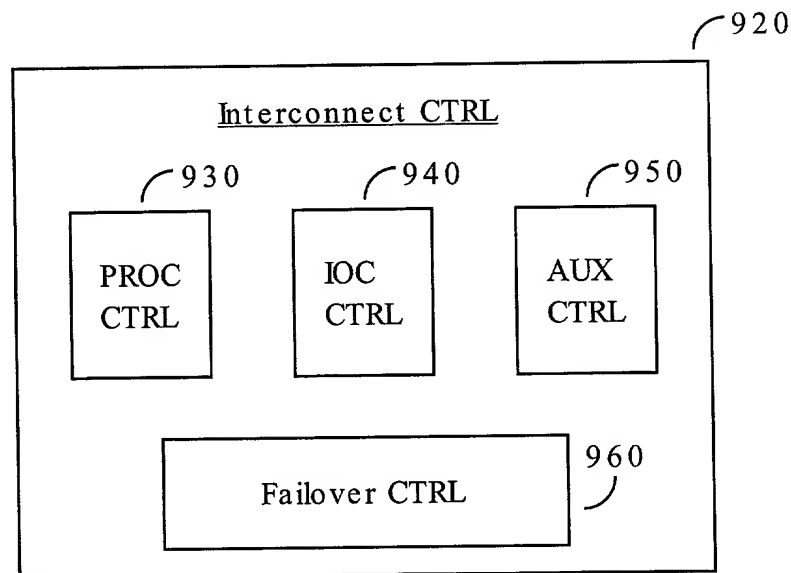 920
Interconnect CTRL
930
940
950
PROC
CTRL
IOC
CTRL
AUX
CTRL
960
Failover CTRL